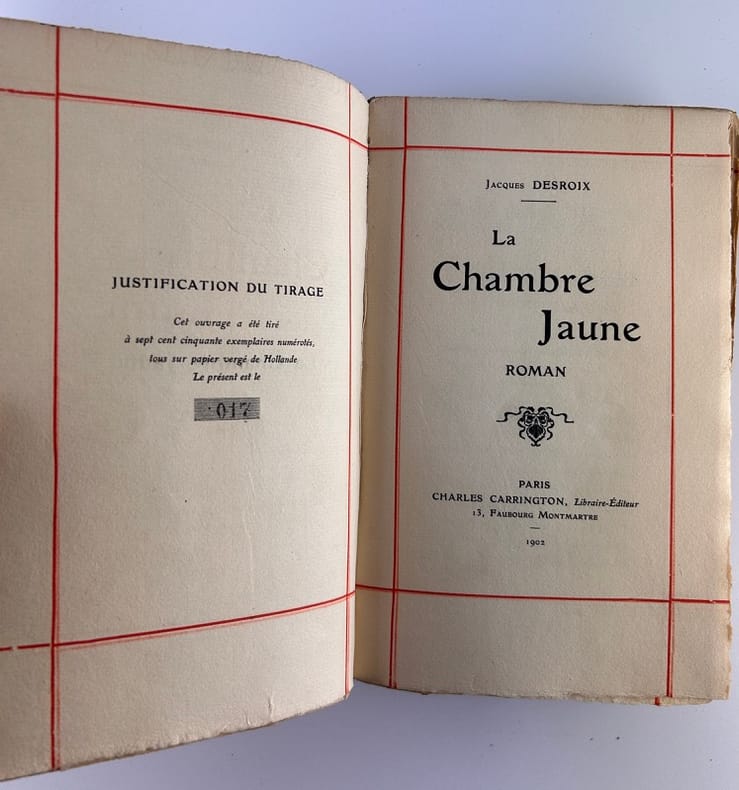 JUSTIFICATION DU TIRAGE
Cet ouvrage a été tiré
à sept cent cinquante exemplaires numérotés,
tous sur papier vergé de Hollande
Le présent est le
017
Jacques DESROIX
La
Chambre
Jaune
ROMAN
PARIS
CHARLES CARRINGTON, Libraire-Éditeur
13, Faubourg Montmartre
1902